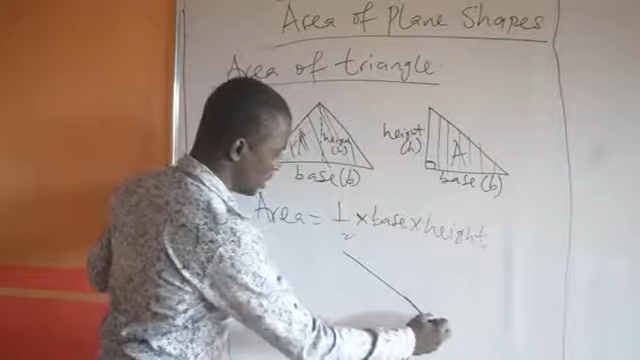 Area of Plane Shapes
Area of triangle
A
height
(h)
base(b)
height
(h)
A
base(b)
Area = 1/2 × base × height